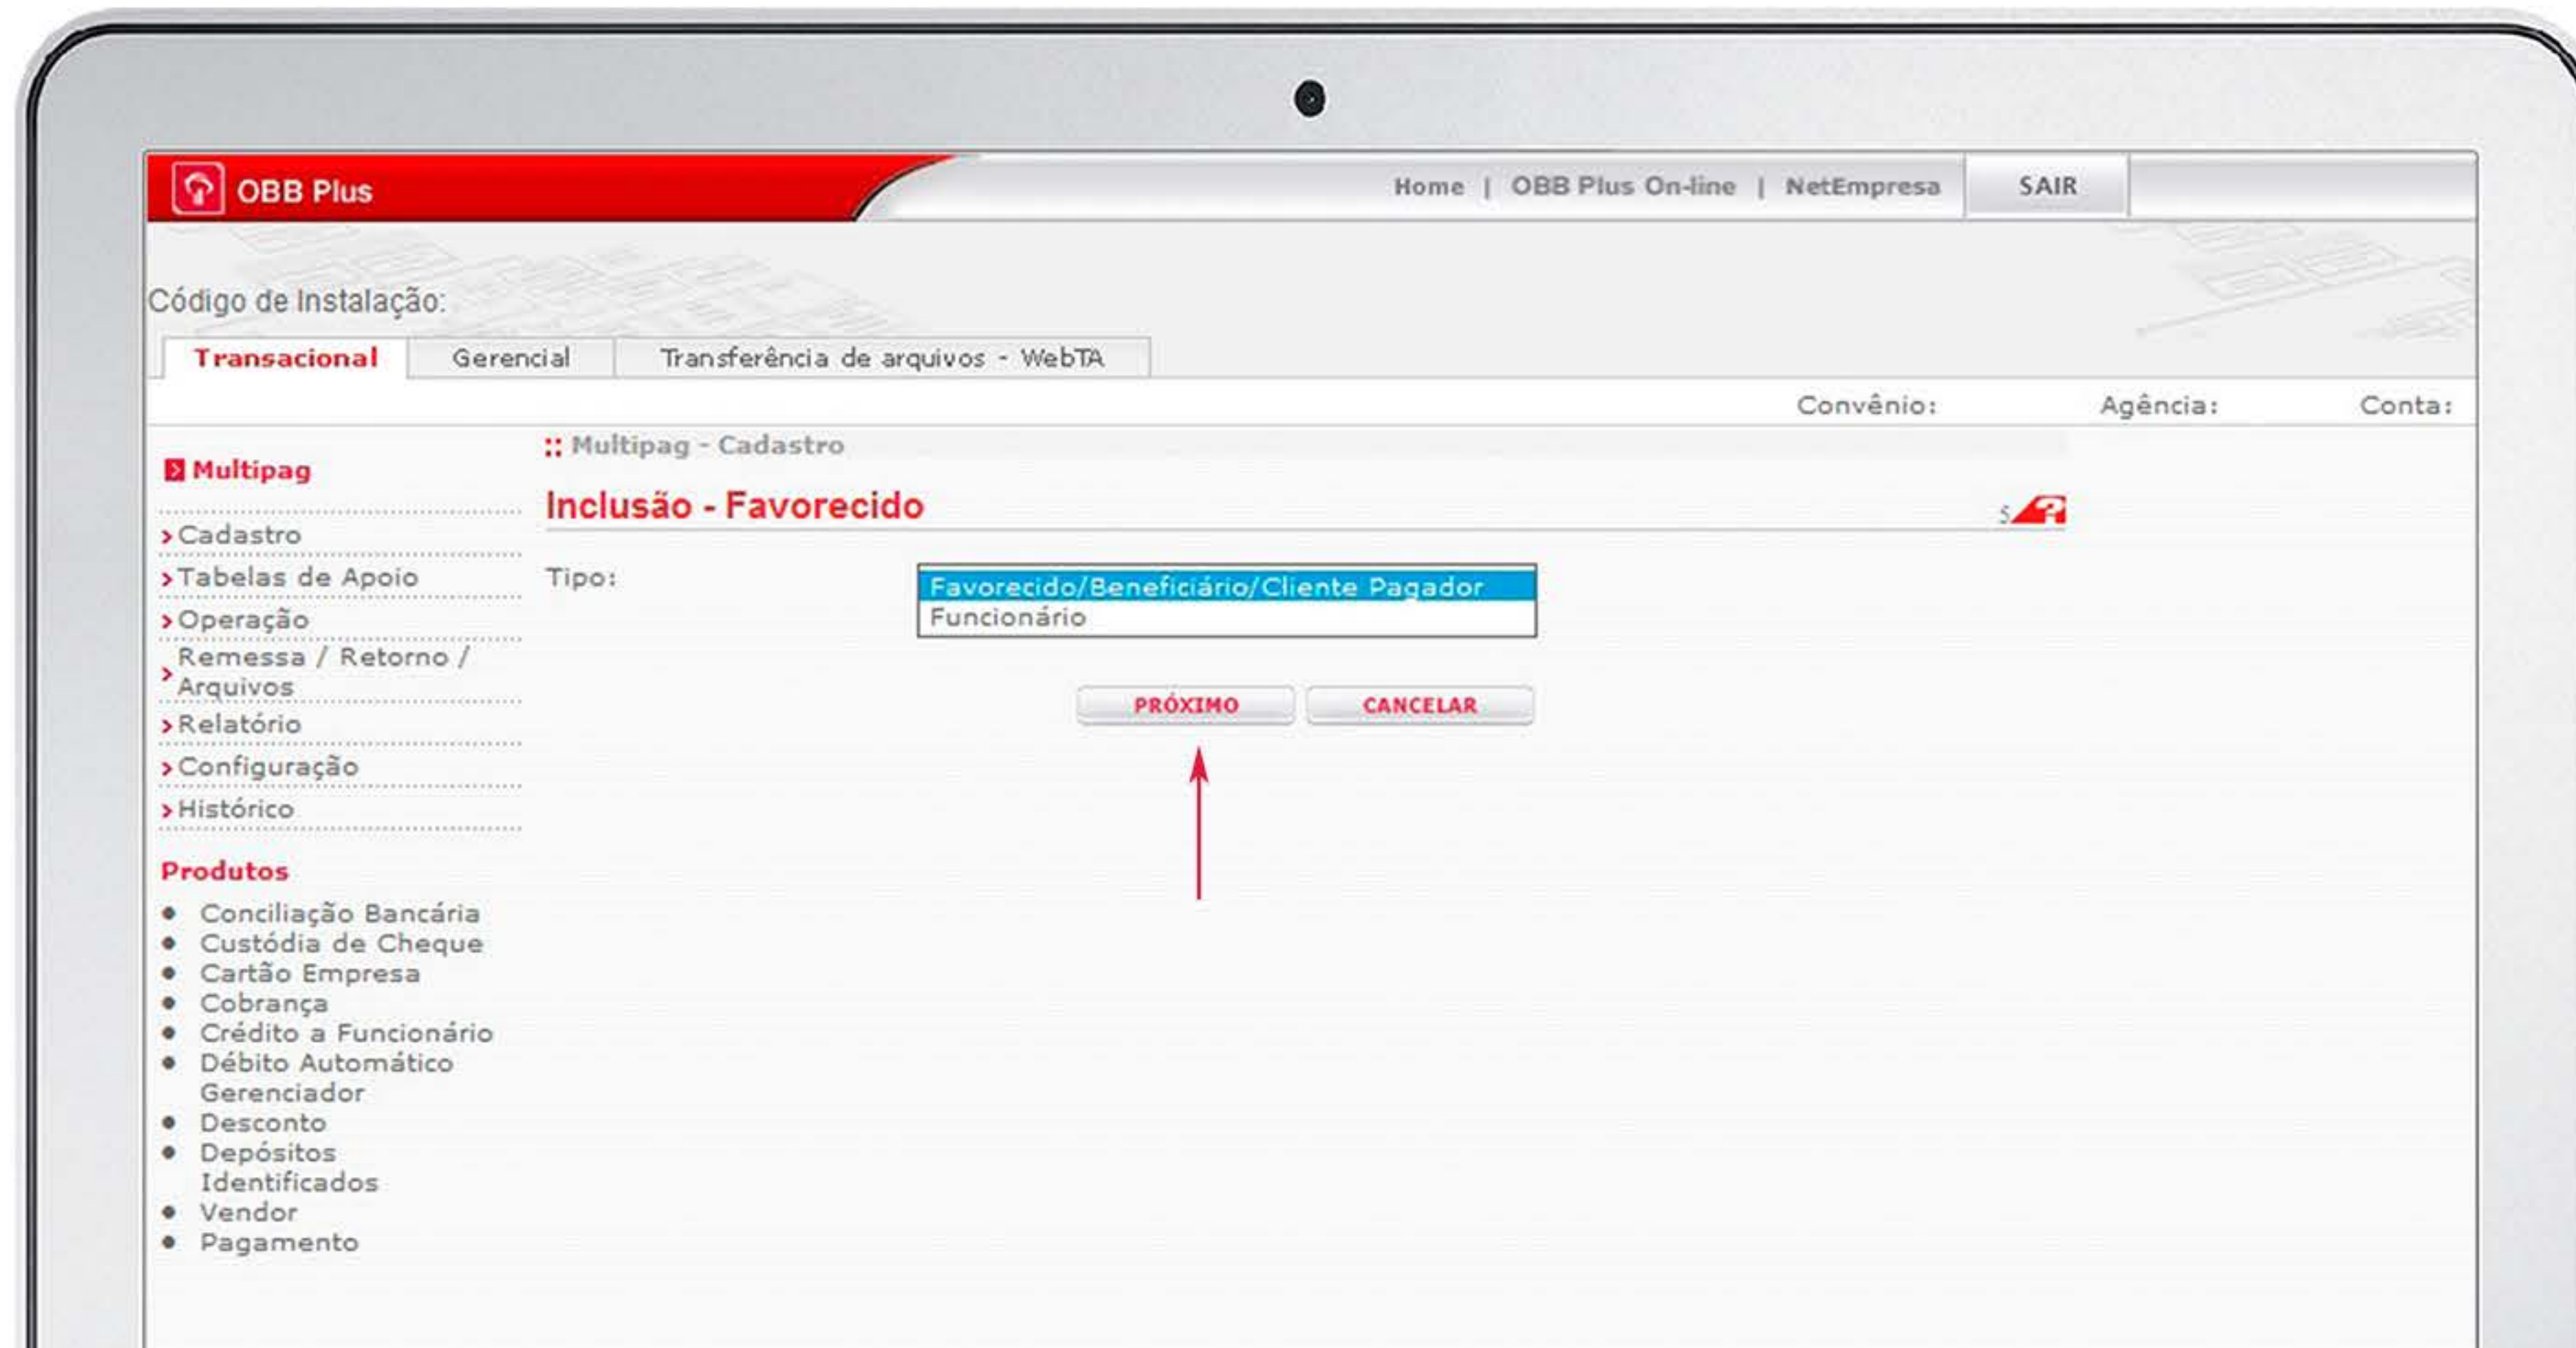 OBB Plus
Home | OBB Plus On-line | NetEmpresa
SAIR
Código de Instalação:
Transacional
Gerencial
Transferência de arquivos - WebTA
Convênio:
Agência:
Conta:
Multipag
Cadastro
Tabelas de Apoio
Operação
Remessa / Retorno /
Arquivos
Relatório
Configuração
Histórico
Produtos
Conciliação Bancária
Custódia de Cheque
Cartão Empresa
Cobrança
Crédito a Funcionário
Débito Automático
Gerenciador
Desconto
Depósitos
Identificados
Vendor
Pagamento
:: Multipag - Cadastro
Inclusão - Favorecido
5 ?
Tipo:
Favorecido/Beneficiário/Cliente Pagador
Funcionário
PRÓXIMO
CANCELAR